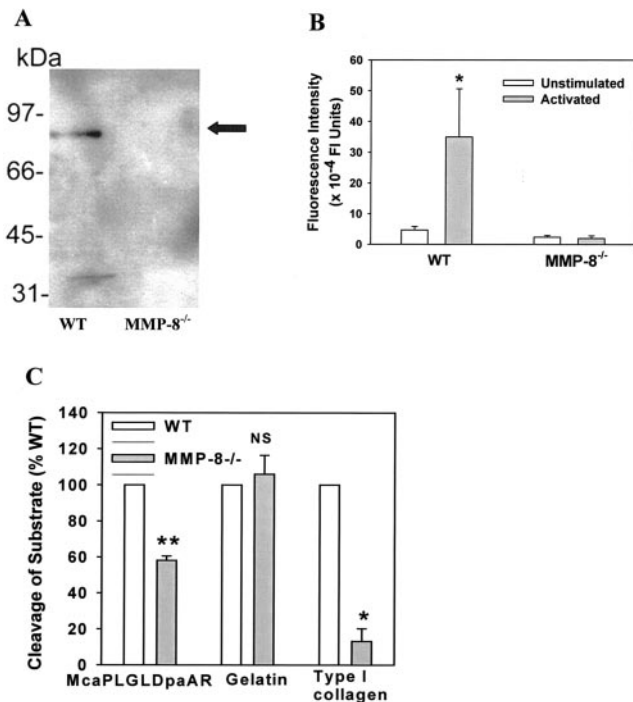 A
kDa
97-
66-
45-
31-
WT MMP-8-/-
B
Fluorescence Intensity
(x 10-4 FI Units)
60
50
40
30
20
10
0
*
Unstimulated
Activated
WT MMP-8-/-
C
Cleavage of Substrate (% WT)
140
120
100
80
60
40
20
0
WT
MMP-8-/-
NS
**
*
McaPLGLDpaAR Gelatin Type I
collagen